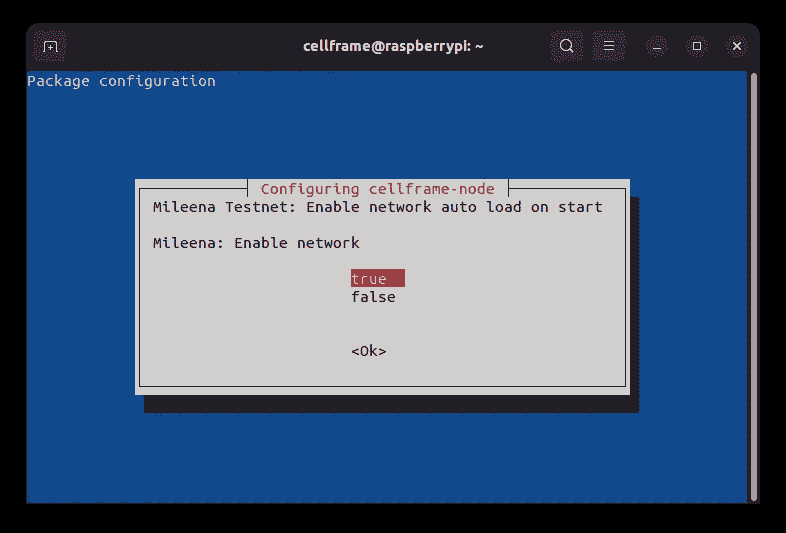 cellframe@raspberrypi: ~
Package configuration
Configuring cellframe-node
Mileena Testnet: Enable network auto load on start
Mileena: Enable network
true
false
<Ok>